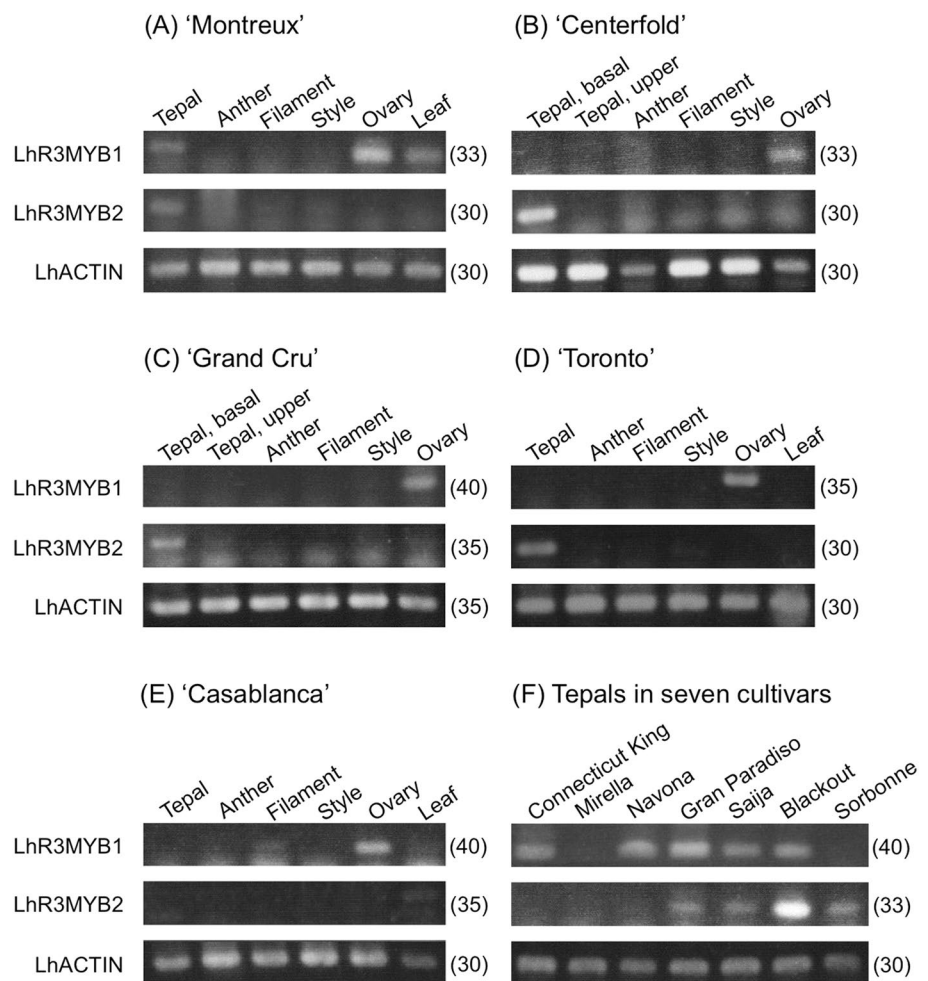 (A) ‘Montreux’
Tepal Anther Filament Style Ovary Leaf
LhR3MYB1 (33)
LhR3MYB2 (30)
LhACTIN (30)
(B) ‘Centerfold’
Tepal, basal Tepal, upper Anther Filament Style Ovary
(33)
(30)
(30)
(C) ‘Grand Cru’
Tepal, basal Tepal, upper Anther Filament Style Ovary
LhR3MYB1 (40)
LhR3MYB2 (35)
LhACTIN (35)
(D) ‘Toronto’
Tepal Anther Filament Style Ovary Leaf
(35)
(30)
(30)
(E) ‘Casablanca’
Tepal Anther Filament Style Ovary Leaf
LhR3MYB1 (40)
LhR3MYB2 (35)
LhACTIN (30)
(F) Tepals in seven cultivars
Connecticut King Mirella Navona Gran Paradiso Saija Blackout Sorbonne
(40)
(33)
(30)